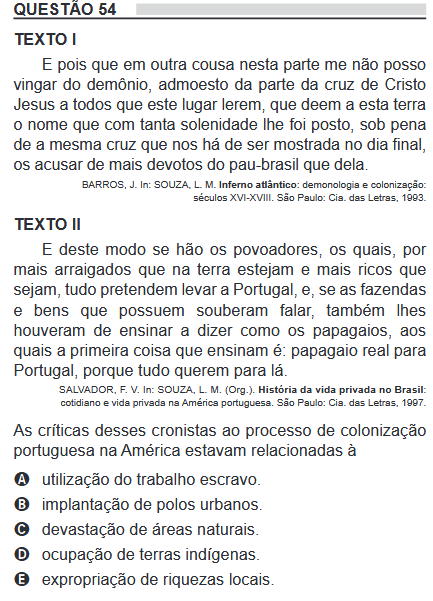 QUESTÃO 54
TEXTO I
E pois que em outra cousa nesta parte me não posso
vingar do demônio, admoesto da parte da cruz de Cristo
Jesus a todos que este lugar lerem, que deem a esta terra
o nome que com tanta solenidade lhe foi posto, sob pena
de a mesma cruz que nos há de ser mostrada no dia final,
os acusar de mais devotos do pau-brasil que dela.
BARROS, J. In: SOUZA, L. M. Inferno atlântico: demonologia e colonização:
séculos XVI-XVIII. São Paulo: Cia. das Letras, 1993.
TEXTO II
E deste modo se hão os povoadores, os quais, por
mais arraigados que na terra estejam e mais ricos que
sejam, tudo pretendem levar a Portugal, e, se as fazendas
e bens que possuem souberam falar, também lhes
houveram de ensinar a dizer como os papagaios, aos
quais a primeira coisa que ensinam é: papagaio real para
Portugal, porque tudo querem para lá.
SALVADOR, F. V. In: SOUZA, L. M. (Org.). História da vida privada no Brasil:
cotidiano e vida privada na América portuguesa. São Paulo: Cia. das Letras, 1997.
As críticas desses cronistas ao processo de colonização
portuguesa na América estavam relacionadas à
A utilização do trabalho escravo.
B implantação de polos urbanos.
C devastação de áreas naturais.
D ocupação de terras indígenas.
E expropriação de riquezas locais.